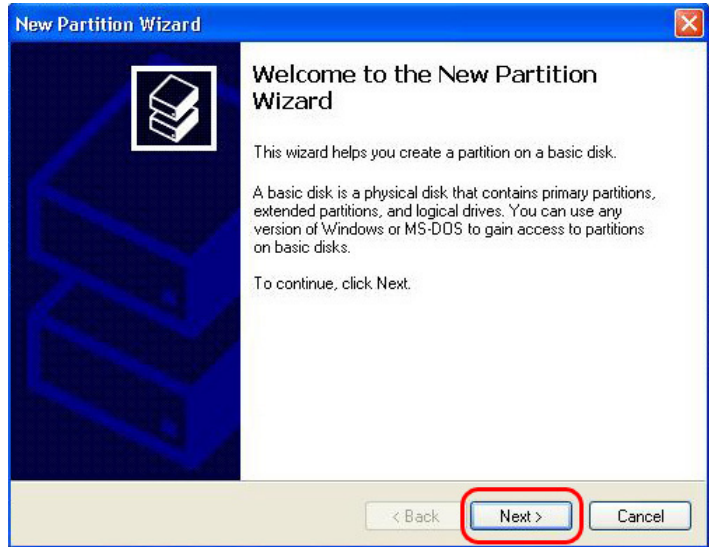 New Partition Wizard
Welcome to the New Partition
Wizard
This wizard helps you create a partition on a basic disk.
A basic disk is a physical disk that contains primary partitions,
extended partitions, and logical drives. You can use any
version of Windows or MS-DOS to gain access to partitions
on basic disks.
To continue, click Next.
< Back Next > Cancel